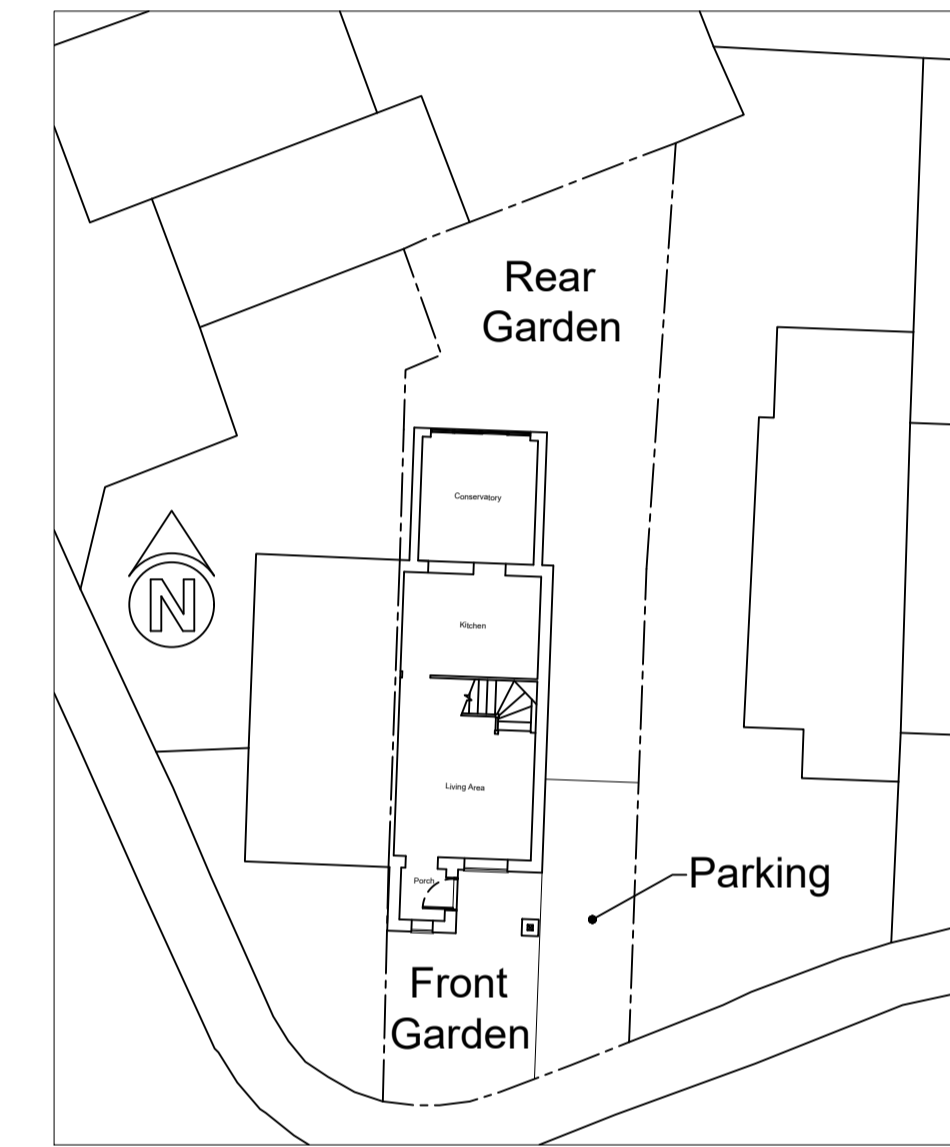 Rear
Garden
Conservatory
N
Kitchen
Living Area
Porch
Parking
Front
Garden